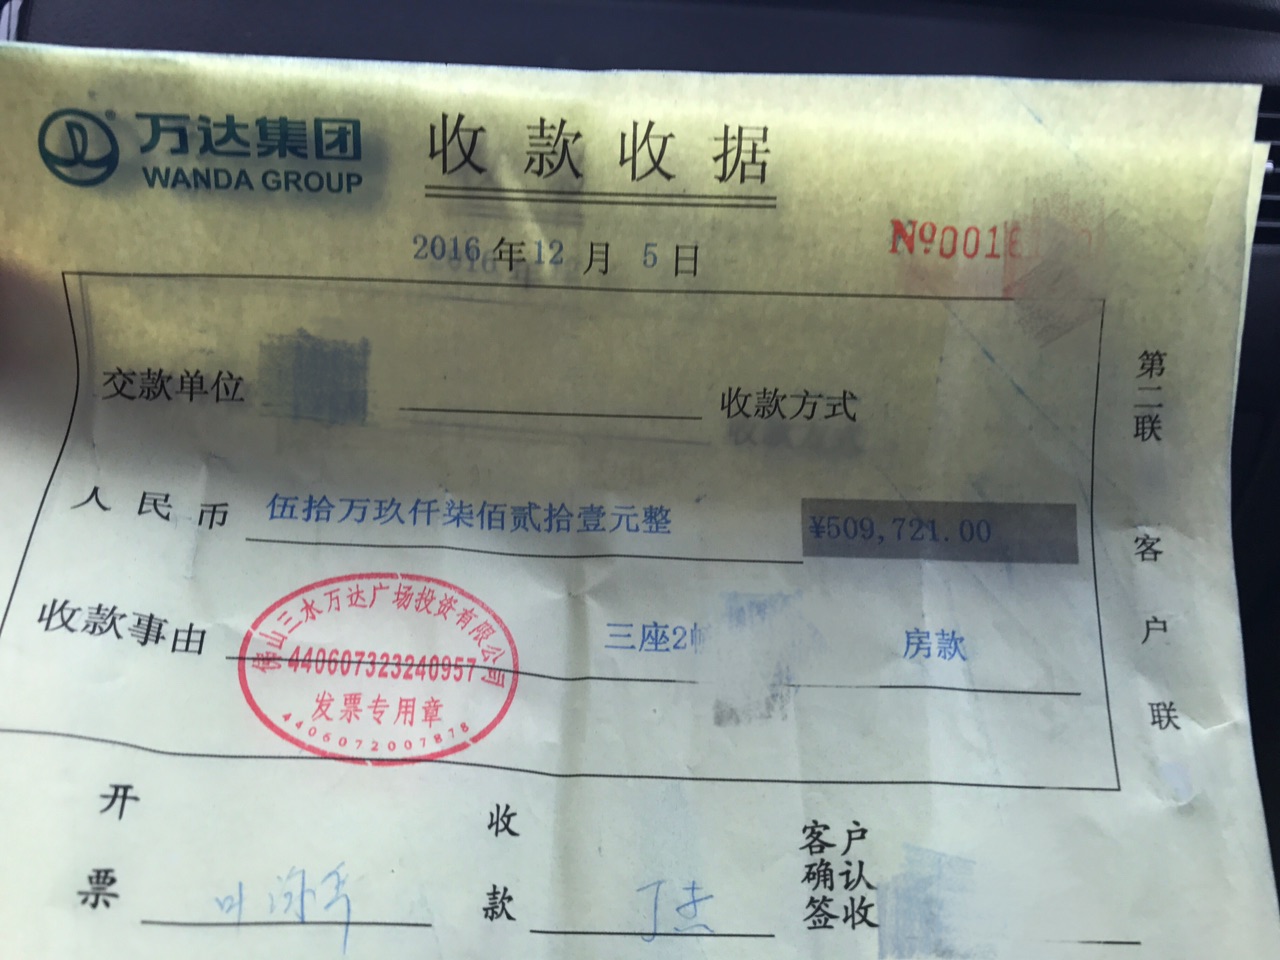 万达集团
WANDA GROUP
收款收据
2016年12月5日
№001
交款单位 收款方式
人民币 伍拾万玖仟柒佰贰拾壹元整 ¥509,721.00
收款事由 三座2 房款
佛山三水万达广场投资有限公司
440607323240957
发票专用章
4406072007878
第二联 客户联
开票 叶 收款 丁杰 客户确认签收